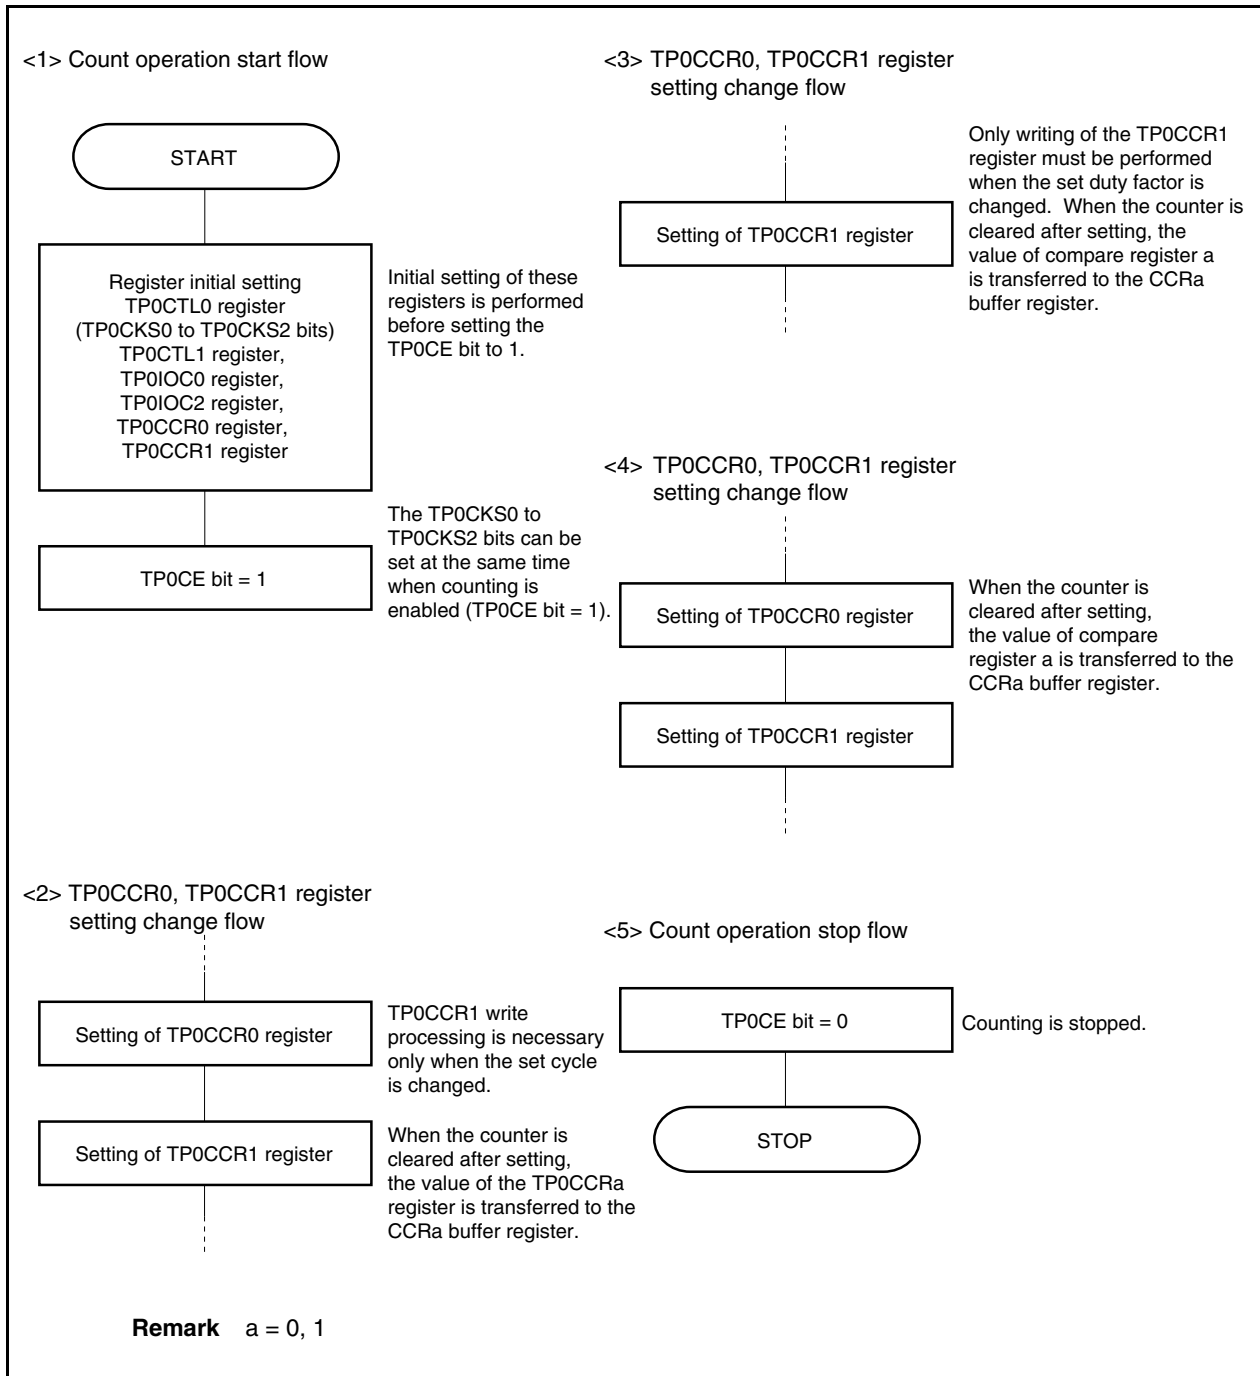 <1> Count operation start flow
START
Register initial setting
TP0CTL0 register
(TP0CKS0 to TP0CKS2 bits)
TP0CTL1 register,
TP0IOC0 register,
TP0IOC2 register,
TP0CCR0 register,
TP0CCR1 register
Initial setting of these
registers is performed
before setting the
TP0CE bit to 1.
TP0CE bit = 1
The TP0CKS0 to
TP0CKS2 bits can be
set at the same time
when counting is
enabled (TP0CE bit = 1).
<2> TP0CCR0, TP0CCR1 register
setting change flow
Setting of TP0CCR0 register
TP0CCR1 write
processing is necessary
only when the set cycle
is changed.
Setting of TP0CCR1 register
When the counter is
cleared after setting,
the value of the TP0CCRa
register is transferred to the
CCRa buffer register.
<3> TP0CCR0, TP0CCR1 register
setting change flow
Setting of TP0CCR1 register
Only writing of the TP0CCR1
register must be performed
when the set duty factor is
changed. When the counter is
cleared after setting, the
value of compare register a
is transferred to the CCRa
buffer register.
<4> TP0CCR0, TP0CCR1 register
setting change flow
Setting of TP0CCR0 register
When the counter is
cleared after setting,
the value of compare
register a is transferred to the
CCRa buffer register.
Setting of TP0CCR1 register
<5> Count operation stop flow
TP0CE bit = 0
Counting is stopped.
STOP
Remark a = 0, 1